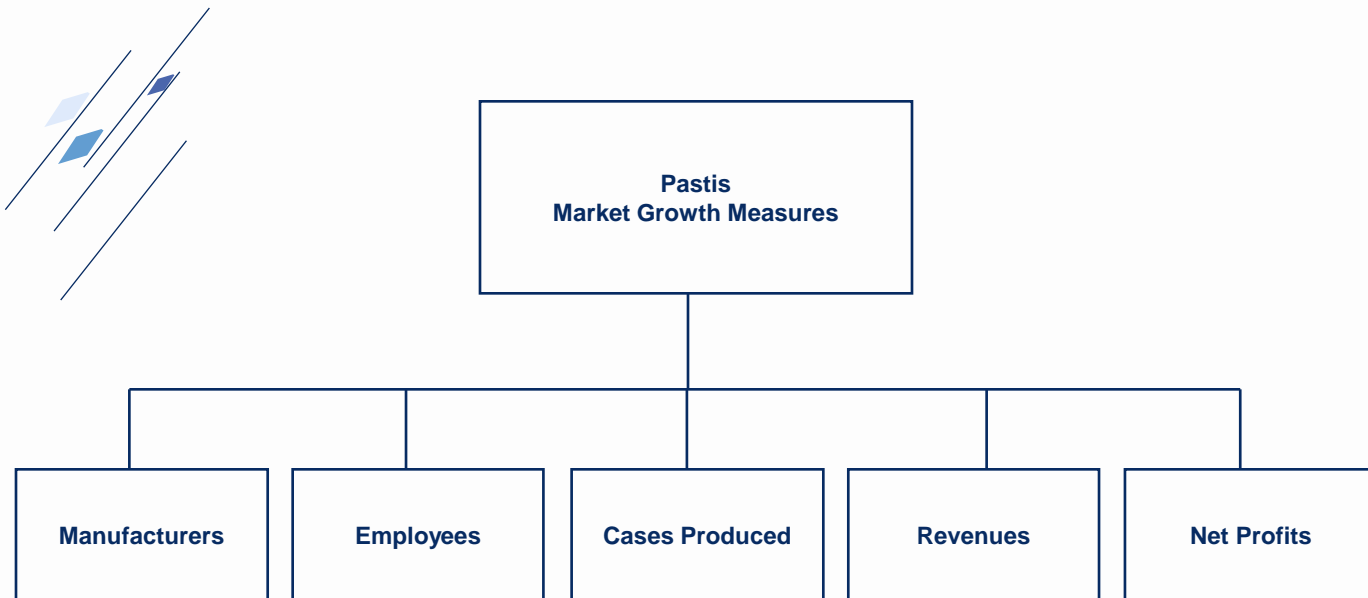 Pastis
Market Growth Measures
Manufacturers
Employees
Cases Produced
Revenues
Net Profits